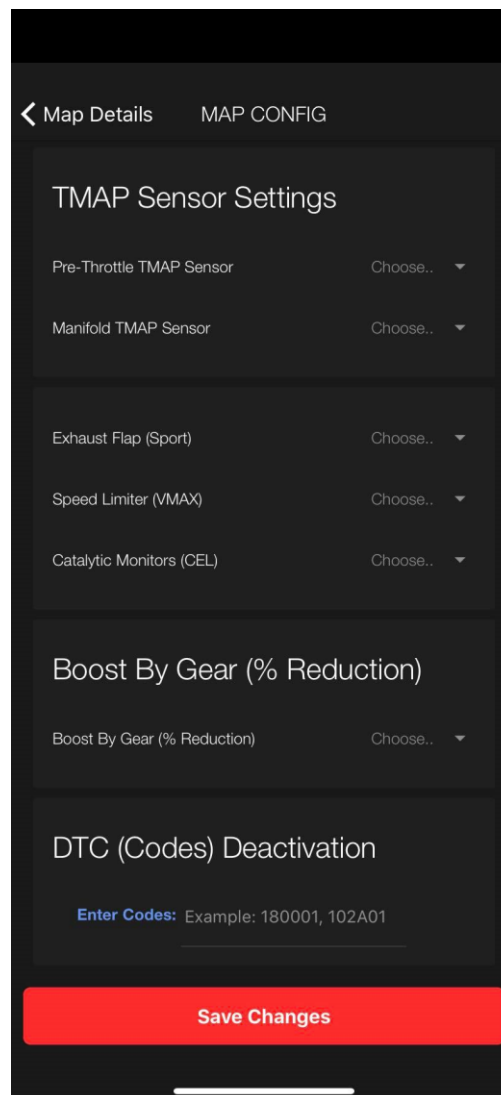 Map Details
MAP CONFIG
TMAP Sensor Settings
Pre-Throttle TMAP Sensor Choose..
Manifold TMAP Sensor Choose..
Exhaust Flap (Sport) Choose..
Speed Limiter (VMAX) Choose..
Catalytic Monitors (CEL) Choose..
Boost By Gear (% Reduction)
Boost By Gear (% Reduction) Choose..
DTC (Codes) Deactivation
Enter Codes: Example: 180001, 102A01
Save Changes